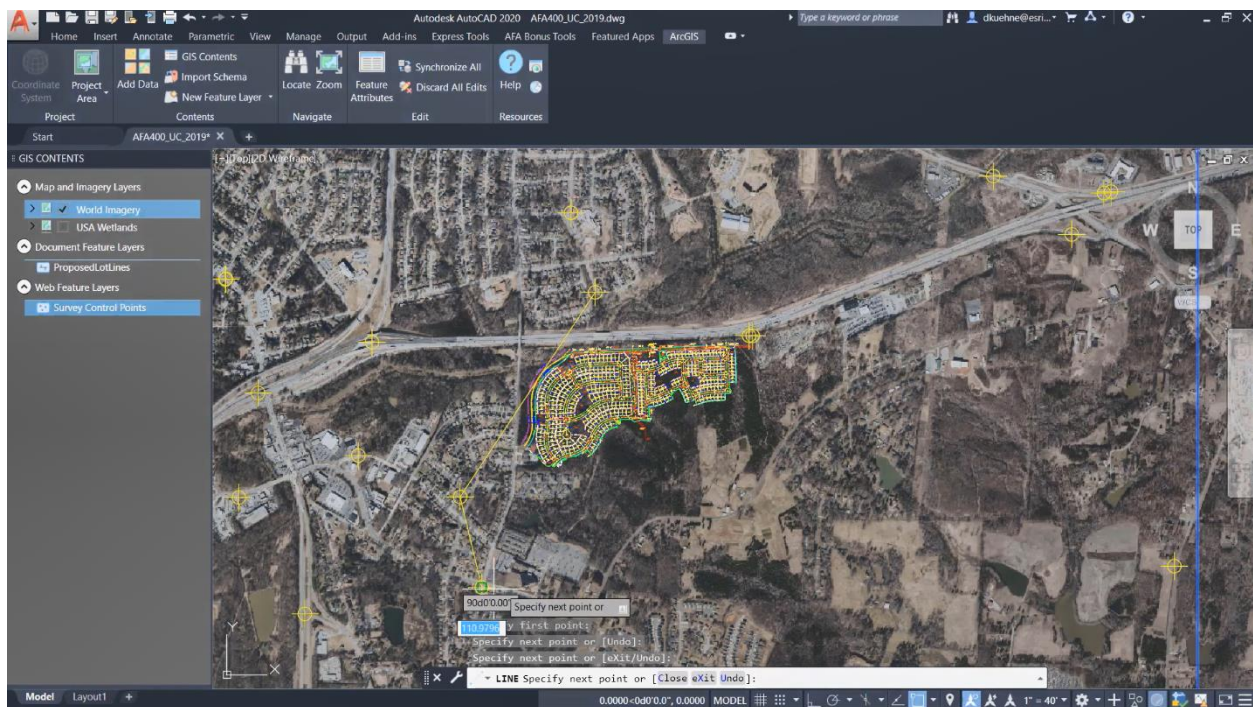 Autodesk AutoCAD 2020 AFA400_UC_2019.dwg
Type a keyword or phrase
dkuehne@esri...
Home Insert Annotate Parametric View Manage Output Add-ins Express Tools AFA Bonus Tools Featured Apps ArcGIS
Coordinate System
Project Area
Add Data
GIS Contents
Import Schema
New Feature Layer
Locate Zoom
Feature Attributes
Synchronize All
Discard All Edits
Help
Project Contents Navigate Edit Resources
Start AFA400_UC_2019*
GIS CONTENTS
[−][Top][2D Wireframe]
Map and Imagery Layers
World Imagery
USA Wetlands
Document Feature Layers
ProposedLotLines
Web Feature Layers
Survey Control Points
N
W TOP E
S
WCS
90d0'0.00" Specify next point or
110.9796
y first point:
Specify next point or [Undo]:
Specify next point or [eXit/Undo]:
LINE Specify next point or [Close eXit Undo]:
Y
X
Model Layout1 +
0.0000<0d0'0.0", 0.0000 MODEL 1" = 40'